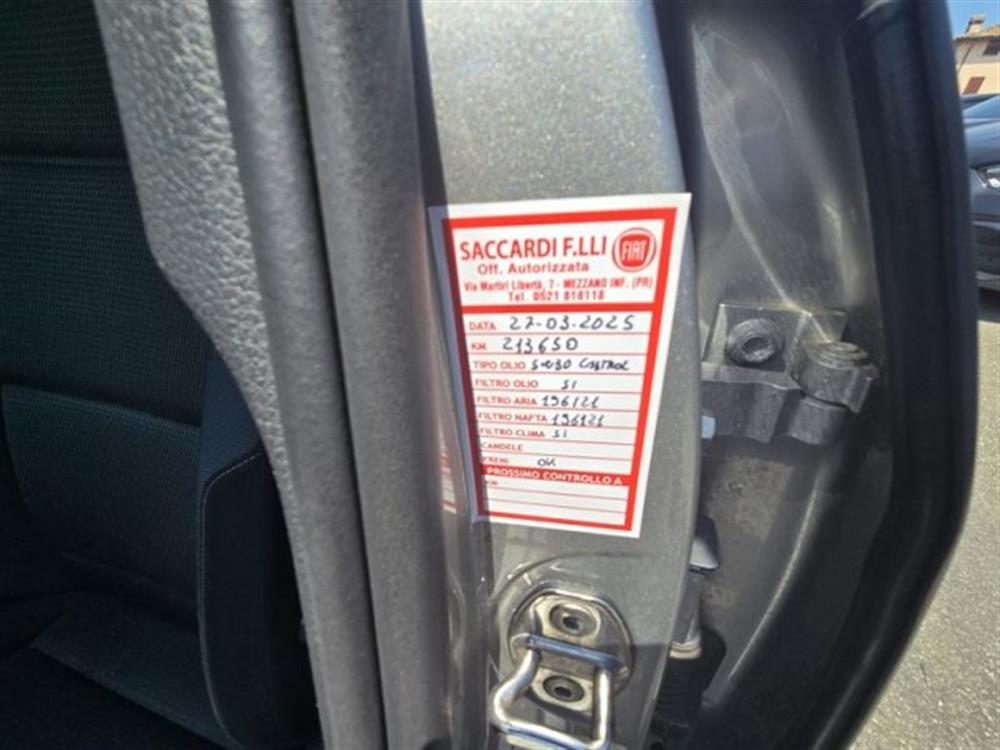 SACCARDI F.LLI FIAT
Off. Autorizzata
Via Martiri Libertà, 7 - MEZZANO INF. (PR)
Tel. 0521 818118
DATA 27-03-2025
KM 213650
TIPO OLIO 5W30
FILTRO OLIO SI
FILTRO ARIA 196121
FILTRO NAFTA 196121
FILTRO CLIMA SI
CANDELE
FRENI OK
PROSSIMO CONTROLLO A
KM